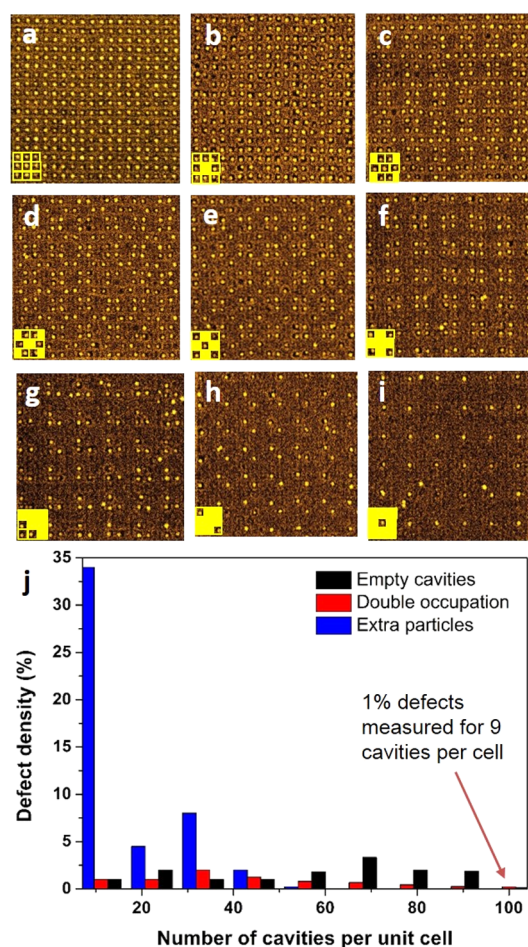 a
b
c
d
e
f
g
h
i
j
35
30
25
20
15
10
5
0
Defect density (%)
Empty cavities
Double occupation
Extra particles
1% defects
measured for 9
cavities per cell
20
40
60
80
100
Number of cavities per unit cell